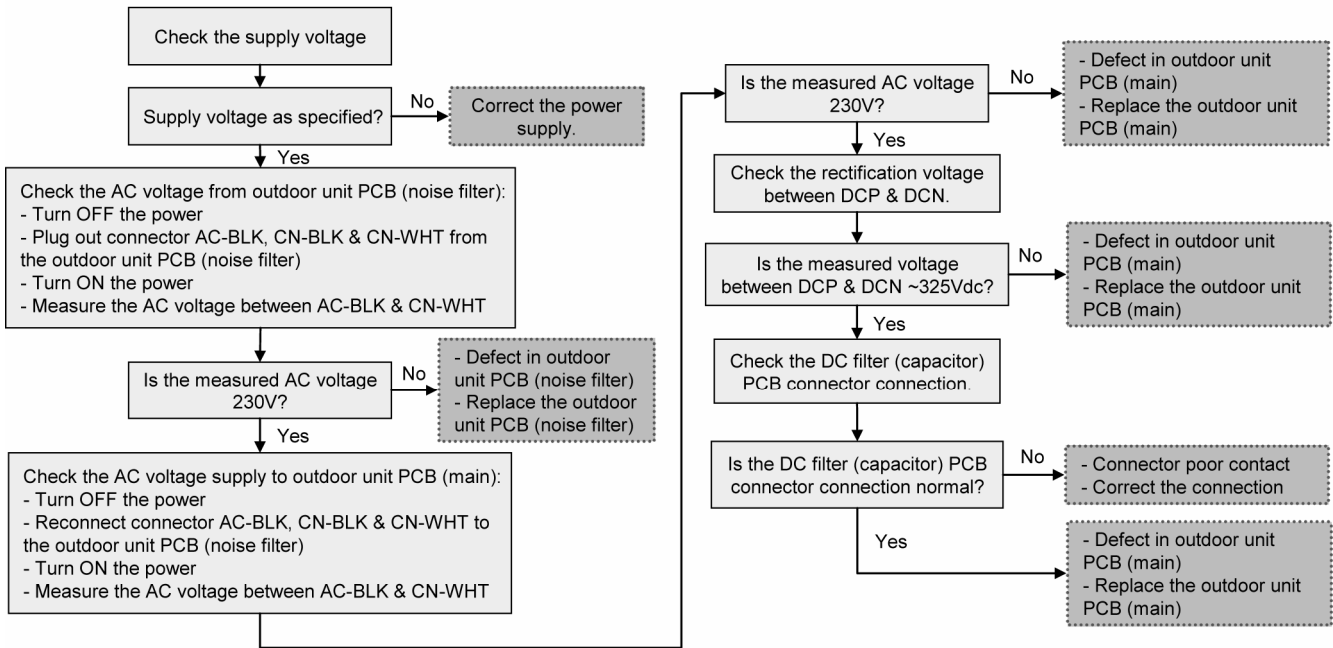 Check the supply voltage
Supply voltage as specified?
No
Correct the power
supply.
Yes
Check the AC voltage from outdoor unit PCB (noise filter):
- Turn OFF the power
- Plug out connector AC-BLK, CN-BLK & CN-WHT from
the outdoor unit PCB (noise filter)
- Turn ON the power
- Measure the AC voltage between AC-BLK & CN-WHT
Is the measured AC voltage
230V?
No
- Defect in outdoor
unit PCB (noise filter)
- Replace the outdoor
unit PCB (noise filter)
Yes
Check the AC voltage supply to outdoor unit PCB (main):
- Turn OFF the power
- Reconnect connector AC-BLK, CN-BLK & CN-WHT to
the outdoor unit PCB (noise filter)
- Turn ON the power
- Measure the AC voltage between AC-BLK & CN-WHT
Is the measured AC voltage
230V?
No
- Defect in outdoor unit
PCB (main)
- Replace the outdoor unit
PCB (main)
Yes
Check the rectification voltage
between DCP & DCN.
Is the measured voltage
between DCP & DCN ~325Vdc?
No
- Defect in outdoor unit
PCB (main)
- Replace the outdoor unit
PCB (main)
Yes
Check the DC filter (capacitor)
PCB connector connection.
Is the DC filter (capacitor) PCB
connector connection normal?
No
- Connector poor contact
- Correct the connection
Yes
- Defect in outdoor unit
PCB (main)
- Replace the outdoor unit
PCB (main)